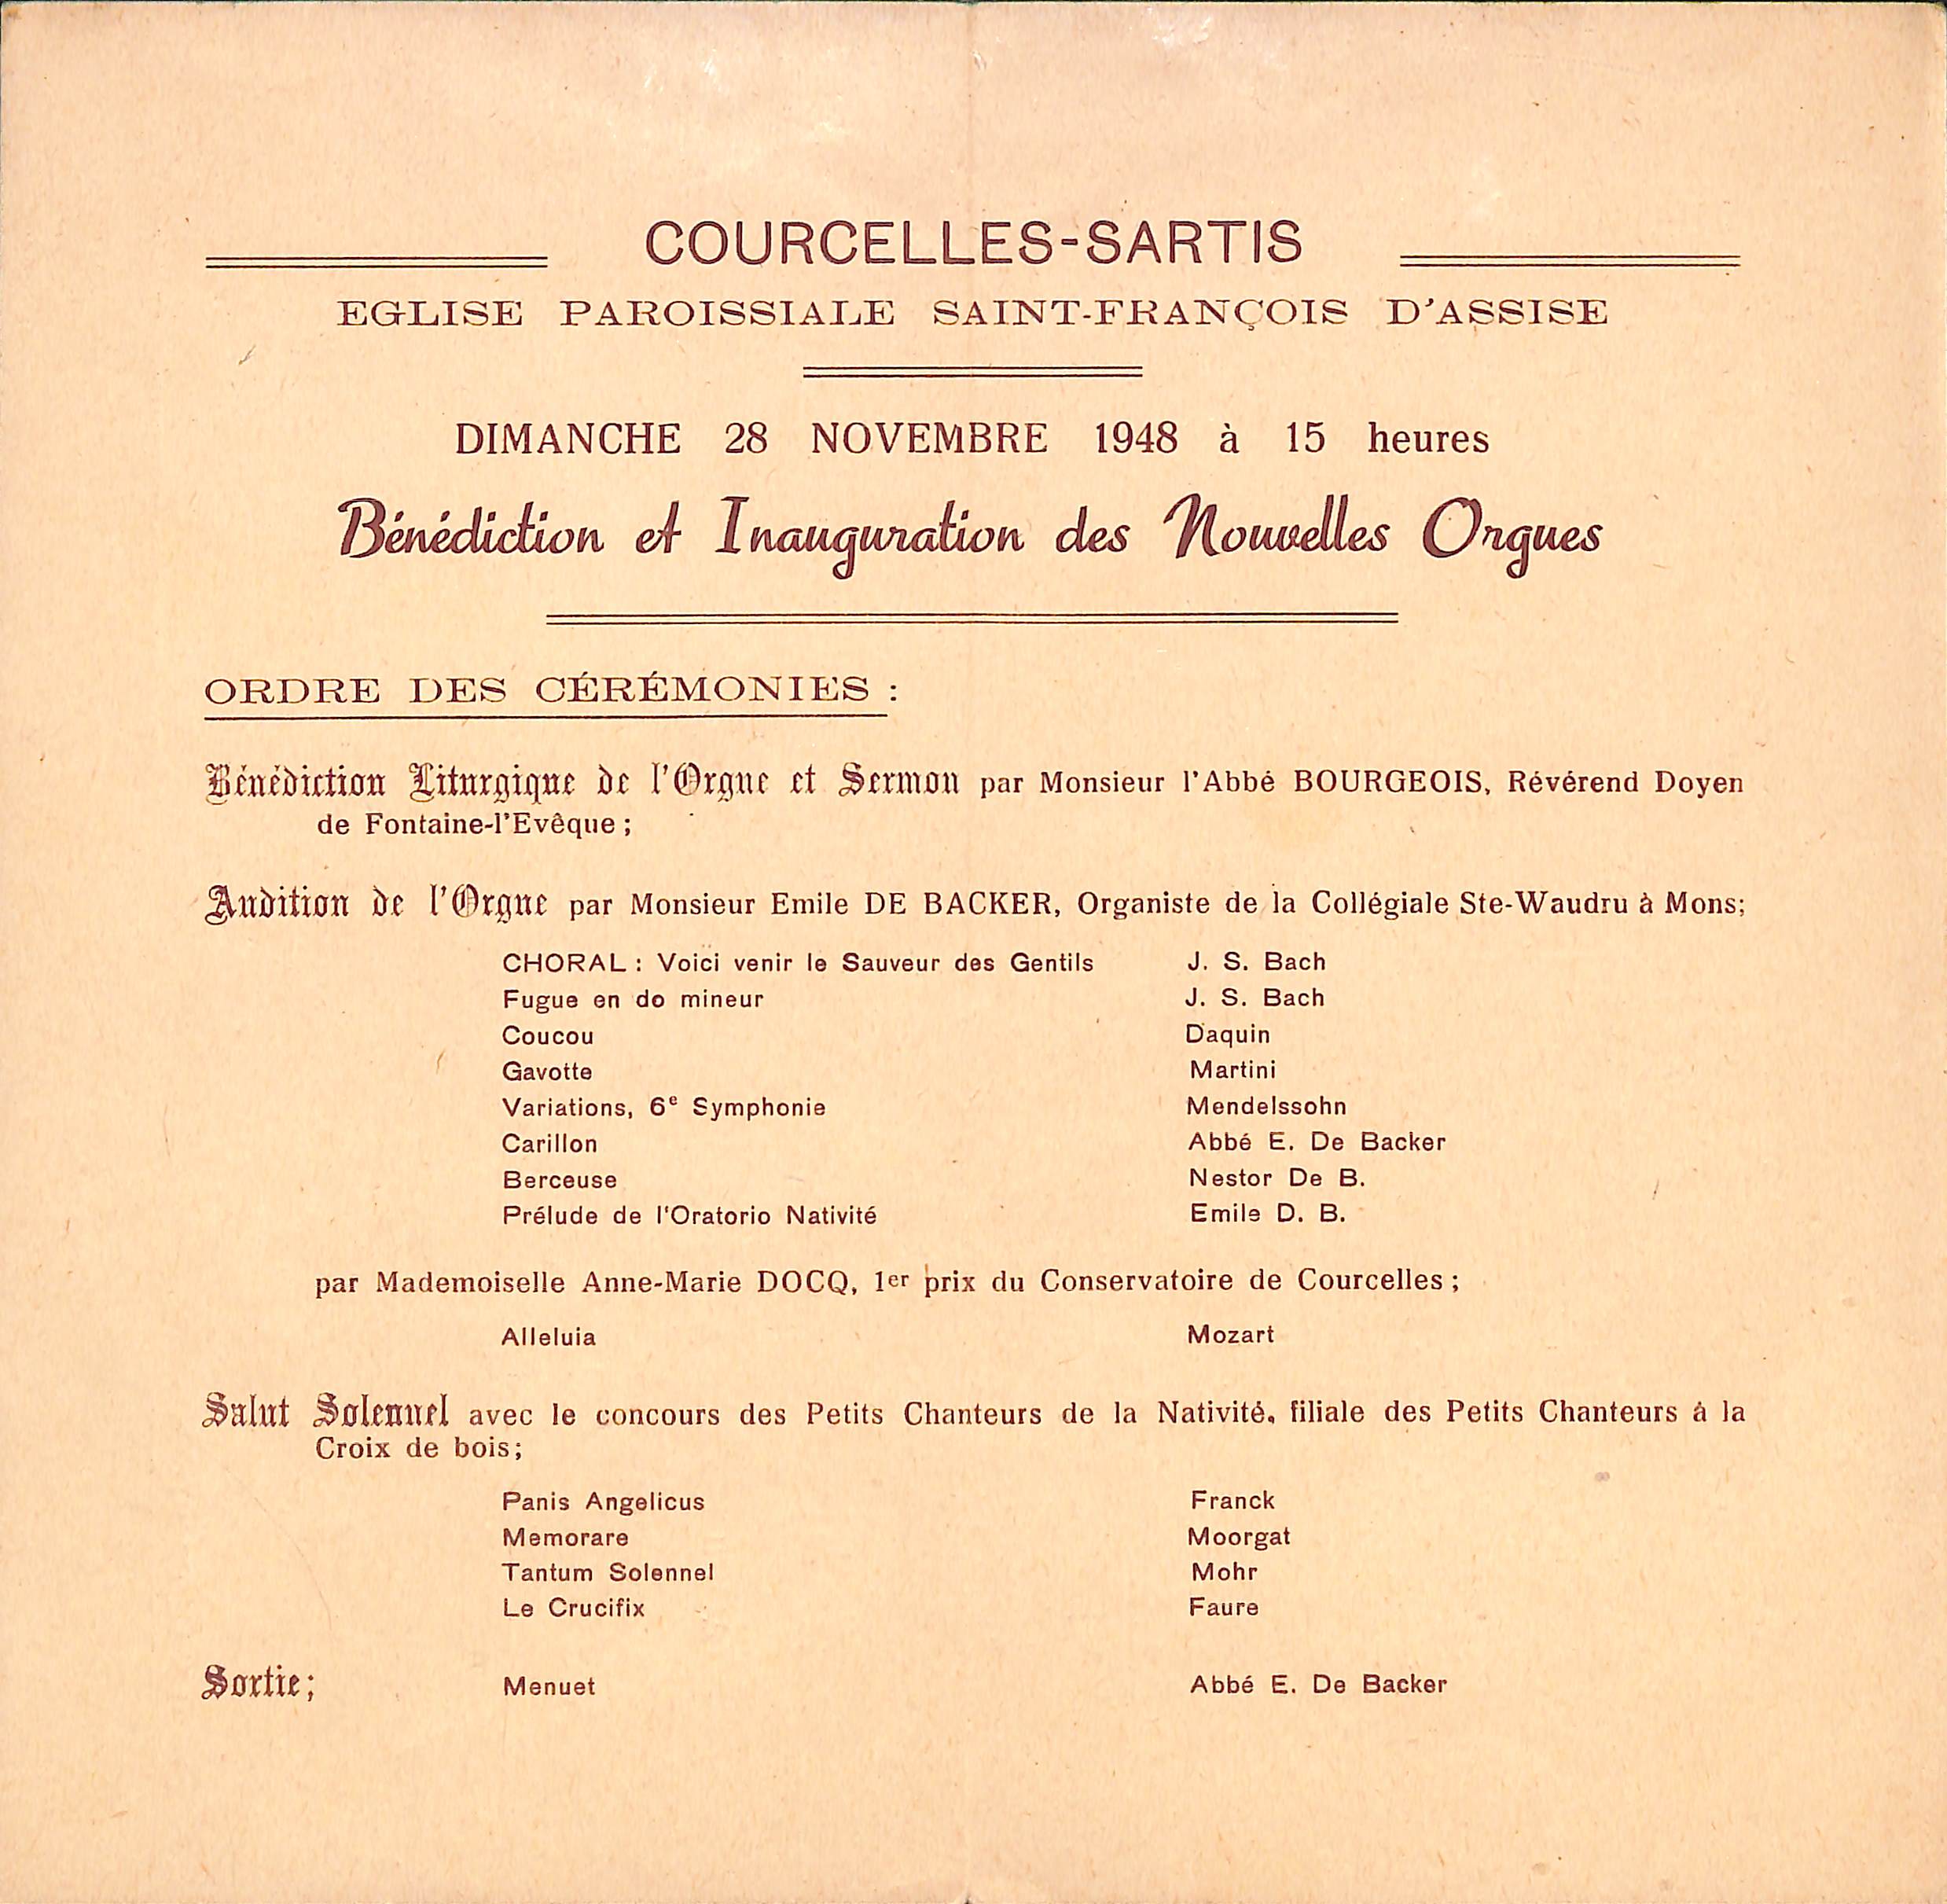 COURCELLES-SARTIS
EGLISE PAROISSIALE SAINT-FRANÇOIS D'ASSISE
DIMANCHE 28 NOVEMBRE 1948 à 15 heures
Bénédiction et Inauguration des Nouvelles Orgues
ORDRE DES CÉRÉMONIES :
Bénédiction Liturgique de l'Orgue et Sermon par Monsieur l'Abbé BOURGEOIS, Révérend Doyen
de Fontaine-l'Evêque ;
Audition de l'Orgue par Monsieur Emile DE BACKER, Organiste de la Collégiale Ste-Waudru à Mons;
CHORAL : Voici venir le Sauveur des Gentils J. S. Bach
Fugue en do mineur J. S. Bach
Coucou Daquin
Gavotte Martini
Variations, 6e Symphonie Mendelssohn
Carillon Abbé E. De Backer
Berceuse Nestor De B.
Prélude de l'Oratorio Nativité Emile D. B.
par Mademoiselle Anne-Marie DOCQ, 1er prix du Conservatoire de Courcelles ;
Alleluia Mozart
Salut Solennel avec le concours des Petits Chanteurs de la Nativité, filiale des Petits Chanteurs à la
Croix de bois;
Panis Angelicus Franck
Memorare Moorgat
Tantum Solennel Mohr
Le Crucifix Faure
Sortie; Menuet Abbé E. De Backer